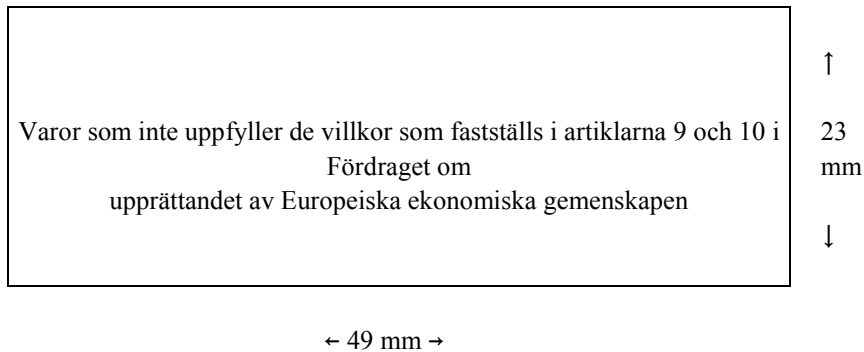 ↑
Varor som inte uppfyller de villkor som fastställs i artiklarna 9 och 10 i
Fördraget om
upprättandet av Europeiska ekonomiska gemenskapen
23
mm
↓
← 49 mm →